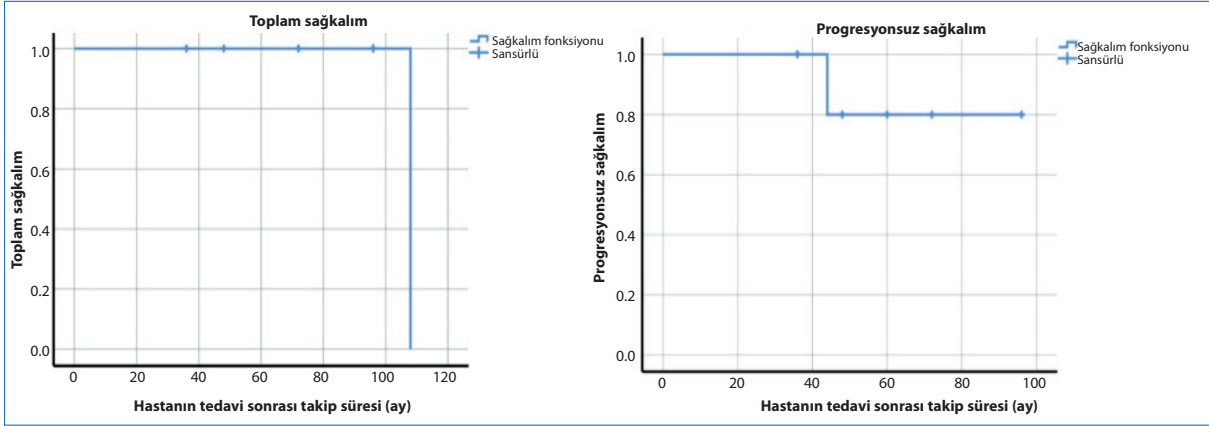 Toplam sağkalım
Sağkalım fonksiyonu
Sansürlü
Toplam sağkalım
1.0
0.8
0.6
0.4
0.2
0.0
0 20 40 60 80 100 120
Hastanın tedavi sonrası takip süresi (ay)
Progresyonsuz sağkalım
Sağkalım fonksiyonu
Sansürlü
Progresyonsuz sağkalım
1.0
0.8
0.6
0.4
0.2
0.0
0 20 40 60 80 100
Hastanın tedavi sonrası takip süresi (ay)